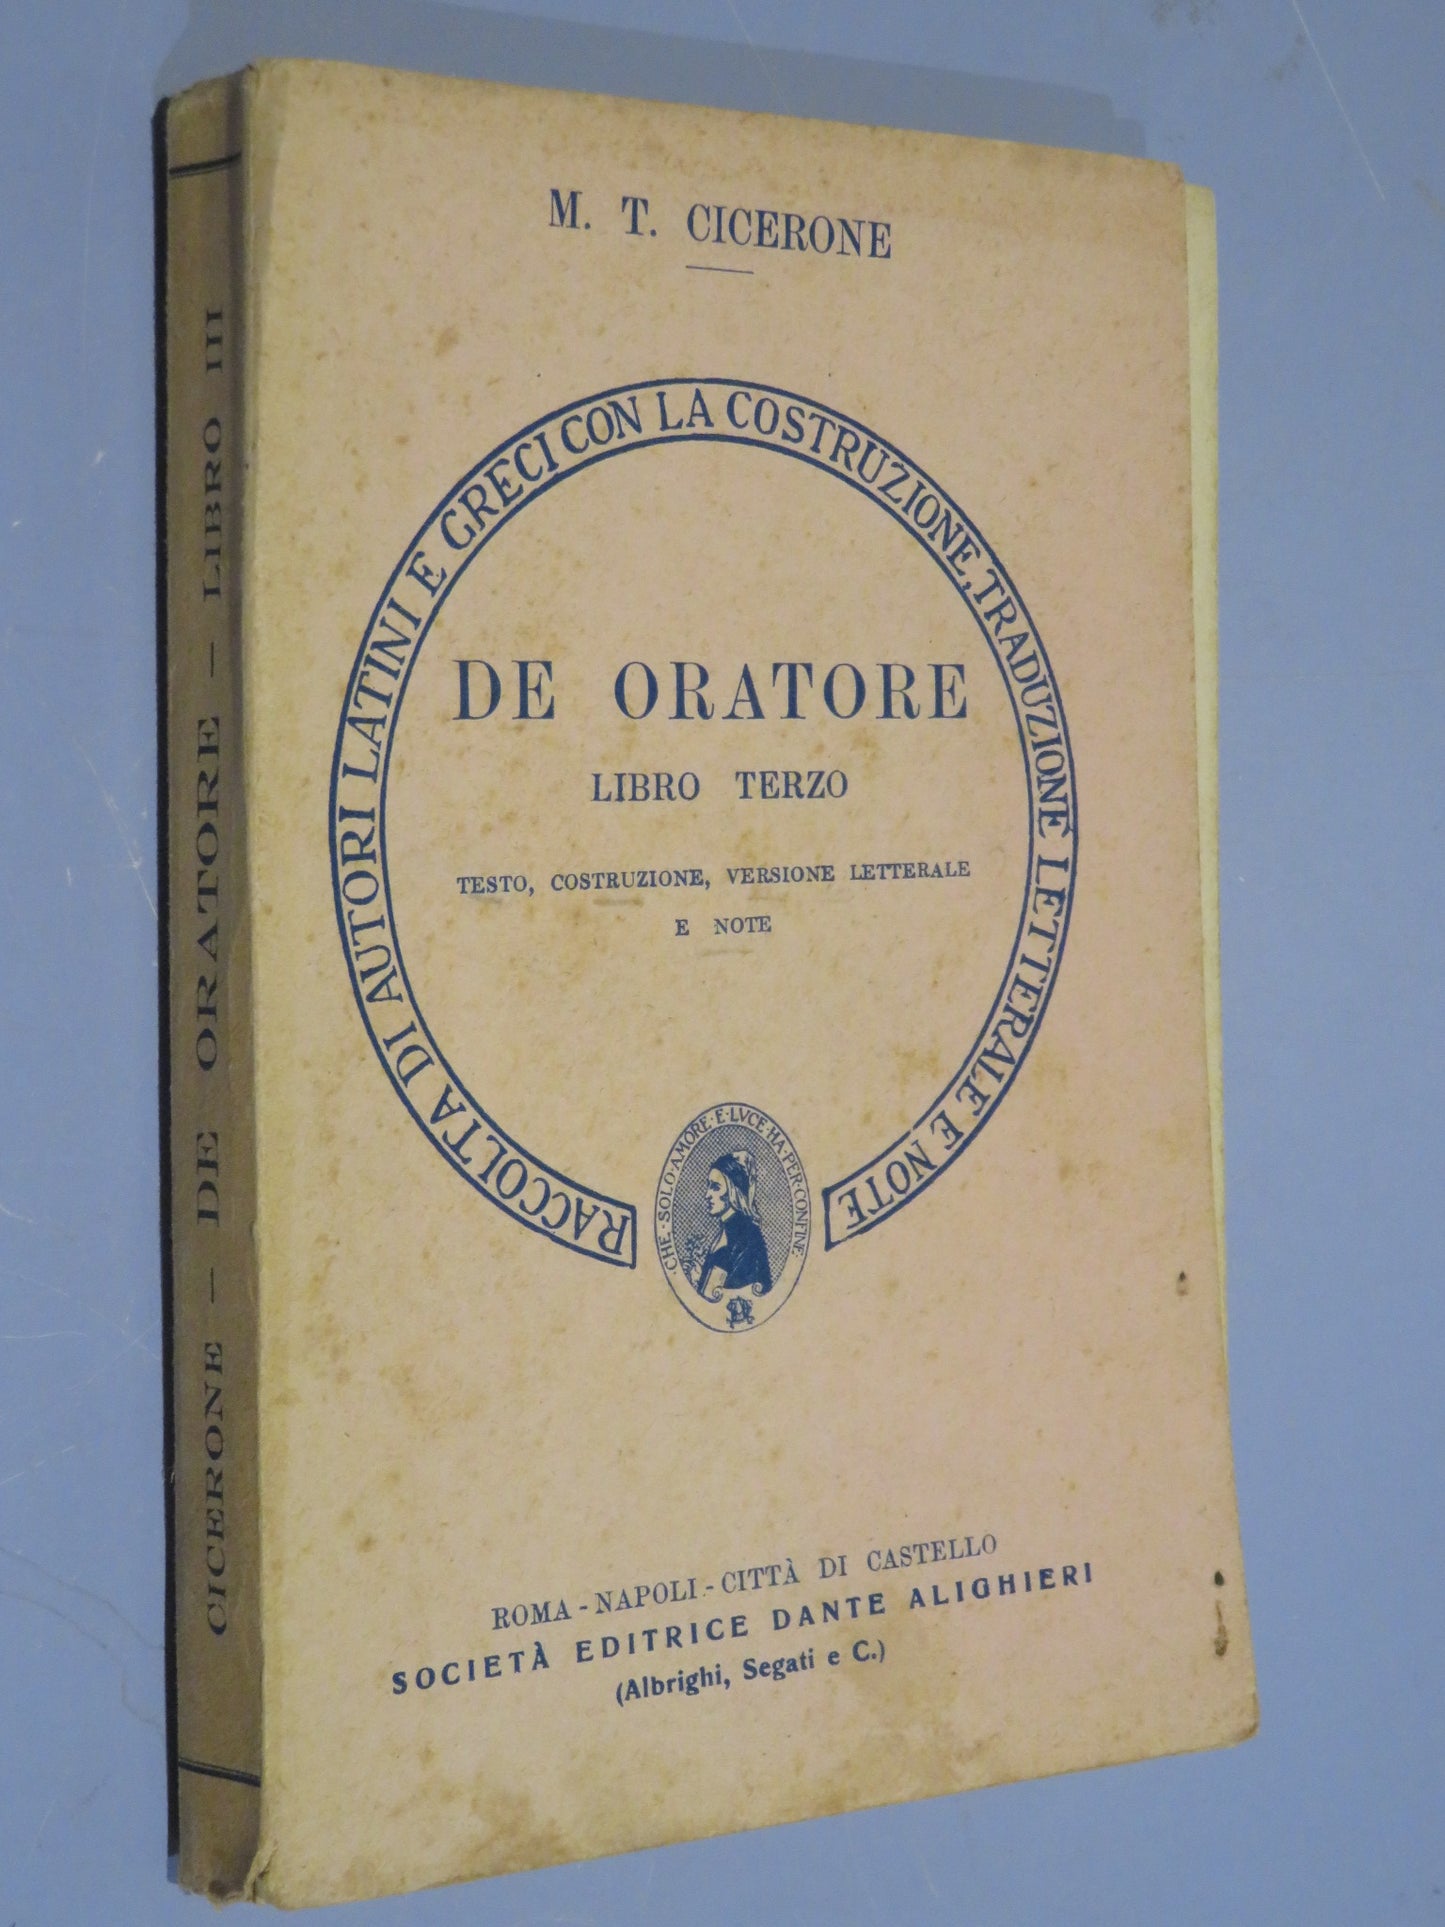 M. T. CICERONE
RACCOLTA DI AUTORI LATINI E GRECI CON LA COSTRUZIONE, TRADUZIONE LETTERALE E NOTE
DE ORATORE
LIBRO TERZO
TESTO, COSTRUZIONE, VERSIONE LETTERALE
E NOTE
·CHE·SOLO·AMORE·E·LVCE·HA·PER·CONFINE·
ROMA - NAPOLI - CITTÀ DI CASTELLO
SOCIETÀ EDITRICE DANTE ALIGHIERI
(Albrighi, Segati e C.)
CICERONE — DE ORATORE — LIBRO III